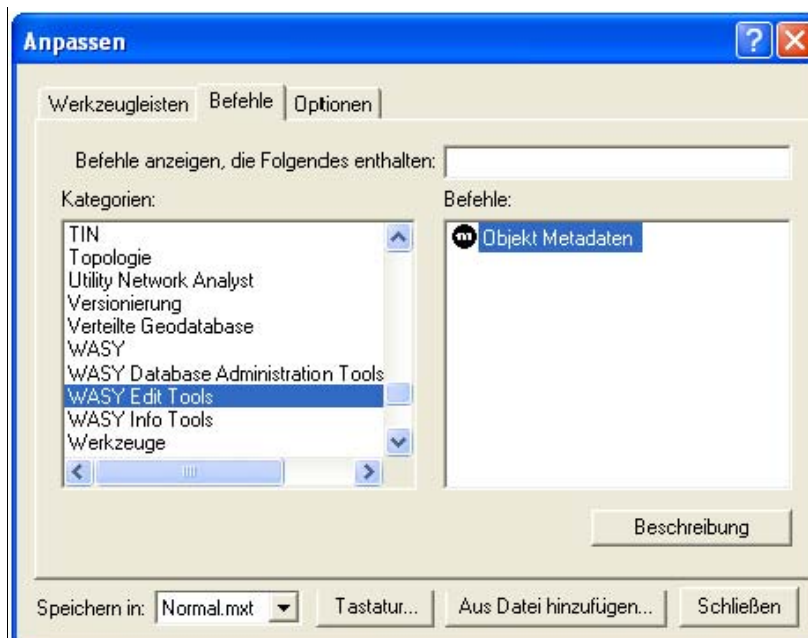 Anpassen
Werkzeugleisten Befehle Optionen
Befehle anzeigen, die Folgendes enthalten:
Kategorien:
TIN
Topologie
Utility Network Analyst
Versionierung
Verteilte Geodatabase
WASY
WASY Database Administration Tools
WASY Edit Tools
WASY Info Tools
Werkzeuge
Befehle:
m Objekt Metadaten
Beschreibung
Speichern in: Normal.mxt Tastatur... Aus Datei hinzufügen... Schließen